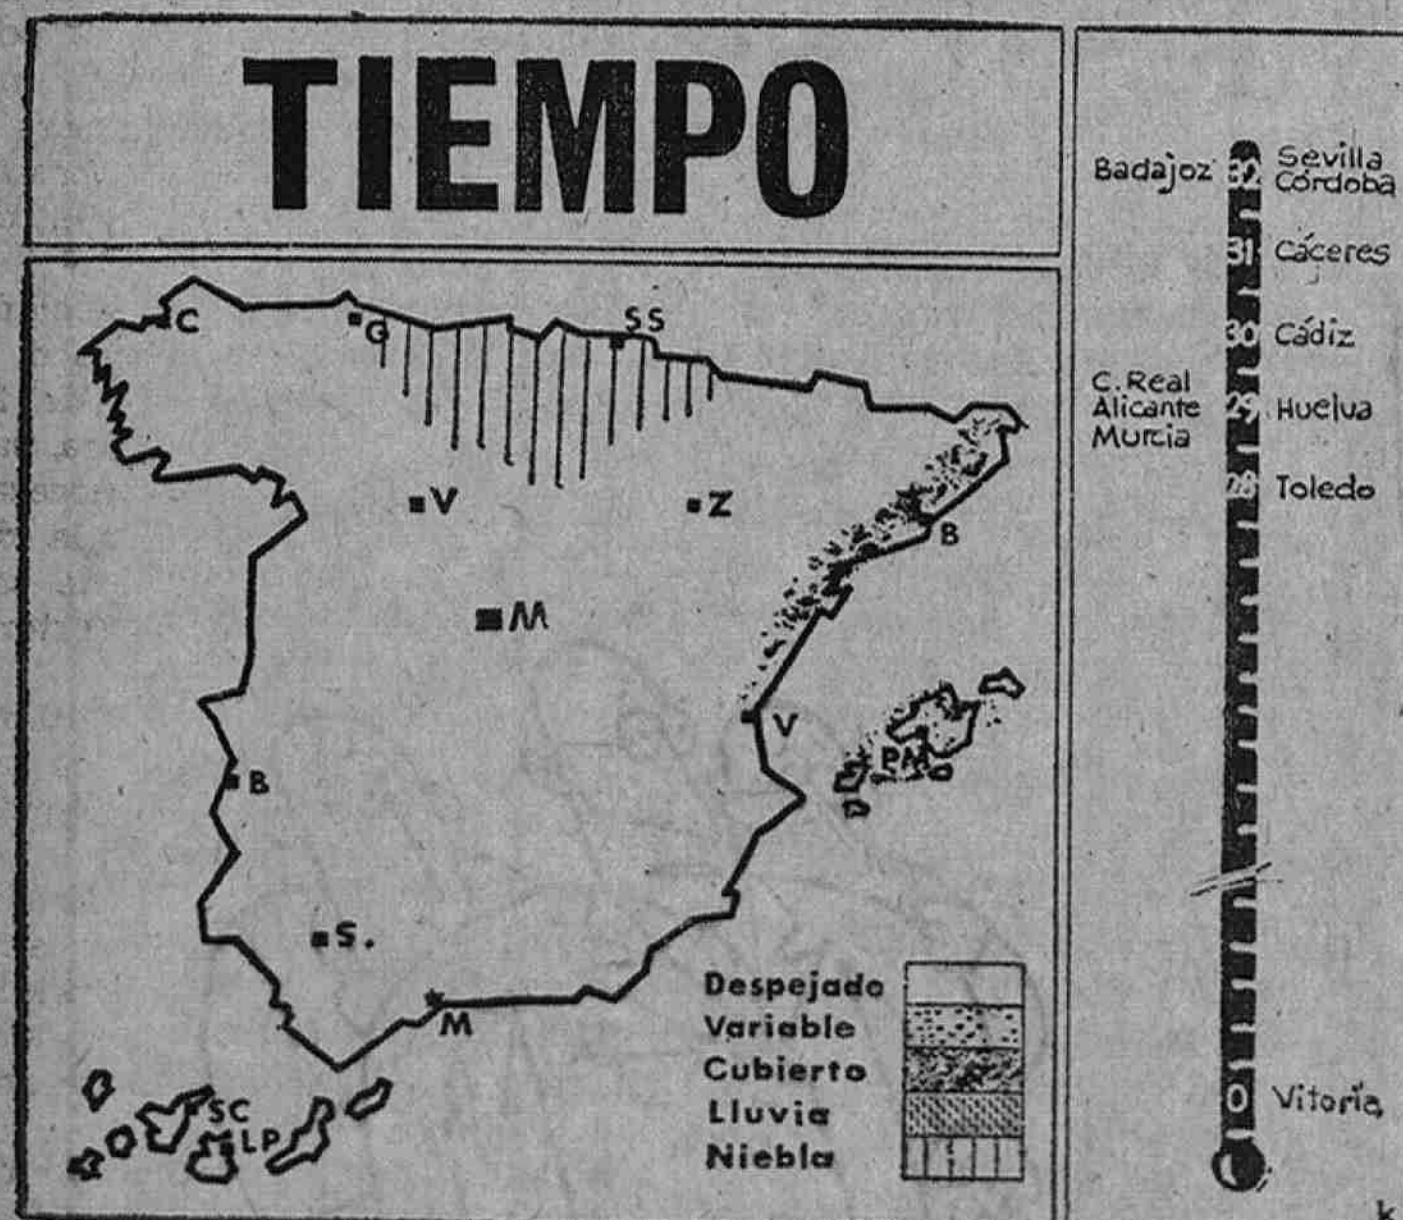 TIEMPO
C
G
SS
V
Z
B
M
V
PM
B
S.
M
SC
LP
Despejado
Variable
Cubierto
Lluvia
Niebla
Badajoz 32 Sevilla
Córdoba
31 Cáceres
30 Cádiz
C. Real
Alicante 29 Huelva
Murcia
28 Toledo
0 Vitoria
k